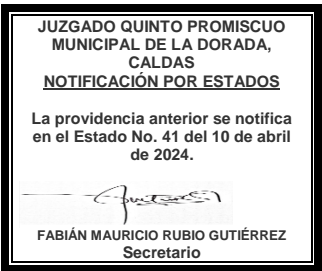 JUZGADO QUINTO PROMISCUO
MUNICIPAL DE LA DORADA,
CALDAS
NOTIFICACIÓN POR ESTADOS
La providencia anterior se notifica
en el Estado No. 41 del 10 de abril
de 2024.
FABIÁN MAURICIO RUBIO GUTIÉRREZ
Secretario